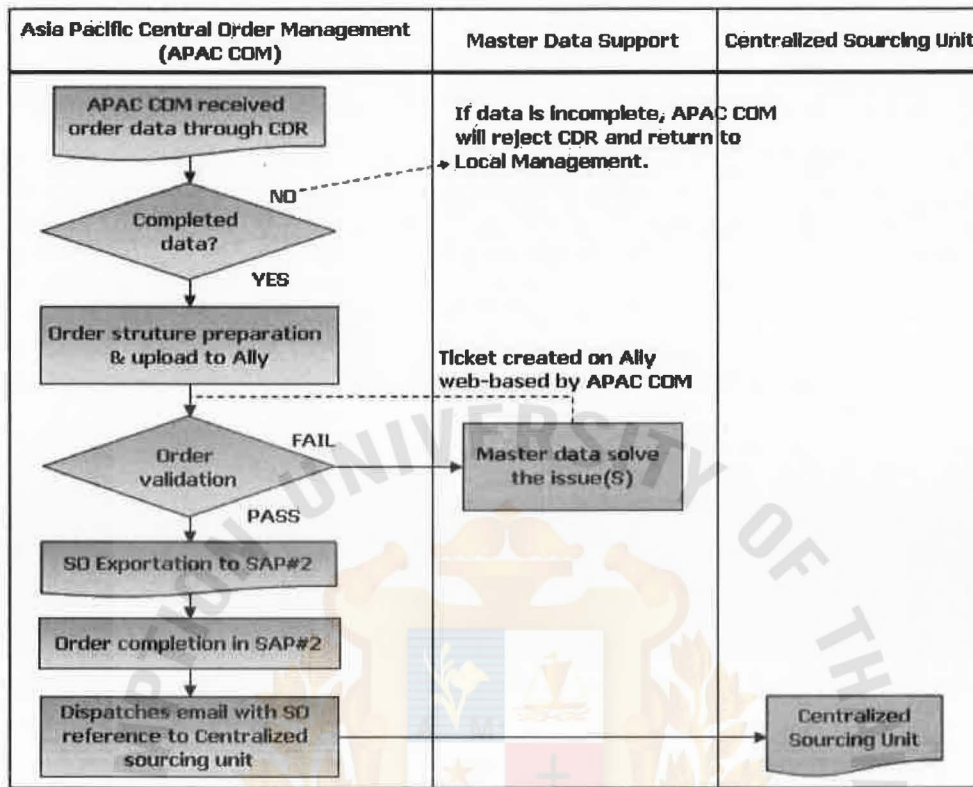 Asia Pacific Central Order Management
(APAC COM)
Master Data Support
Centralized Sourcing Unit
APAC COM received
order data through CDR
If data is incomplete, APAC COM
will reject CDR and return to
Local Management.
NO
Completed
data?
YES
Order struture preparation
& upload to Ally
Ticket created on Ally
web-based by APAC COM
Order
validation
FAIL
Master data solve
the issue(S)
PASS
SO Exportation to SAP#2
Order completion in SAP#2
Dispatches email with SO
reference to Centralized
sourcing unit
Centralized
Sourcing Unit
UNIVERSITY OF